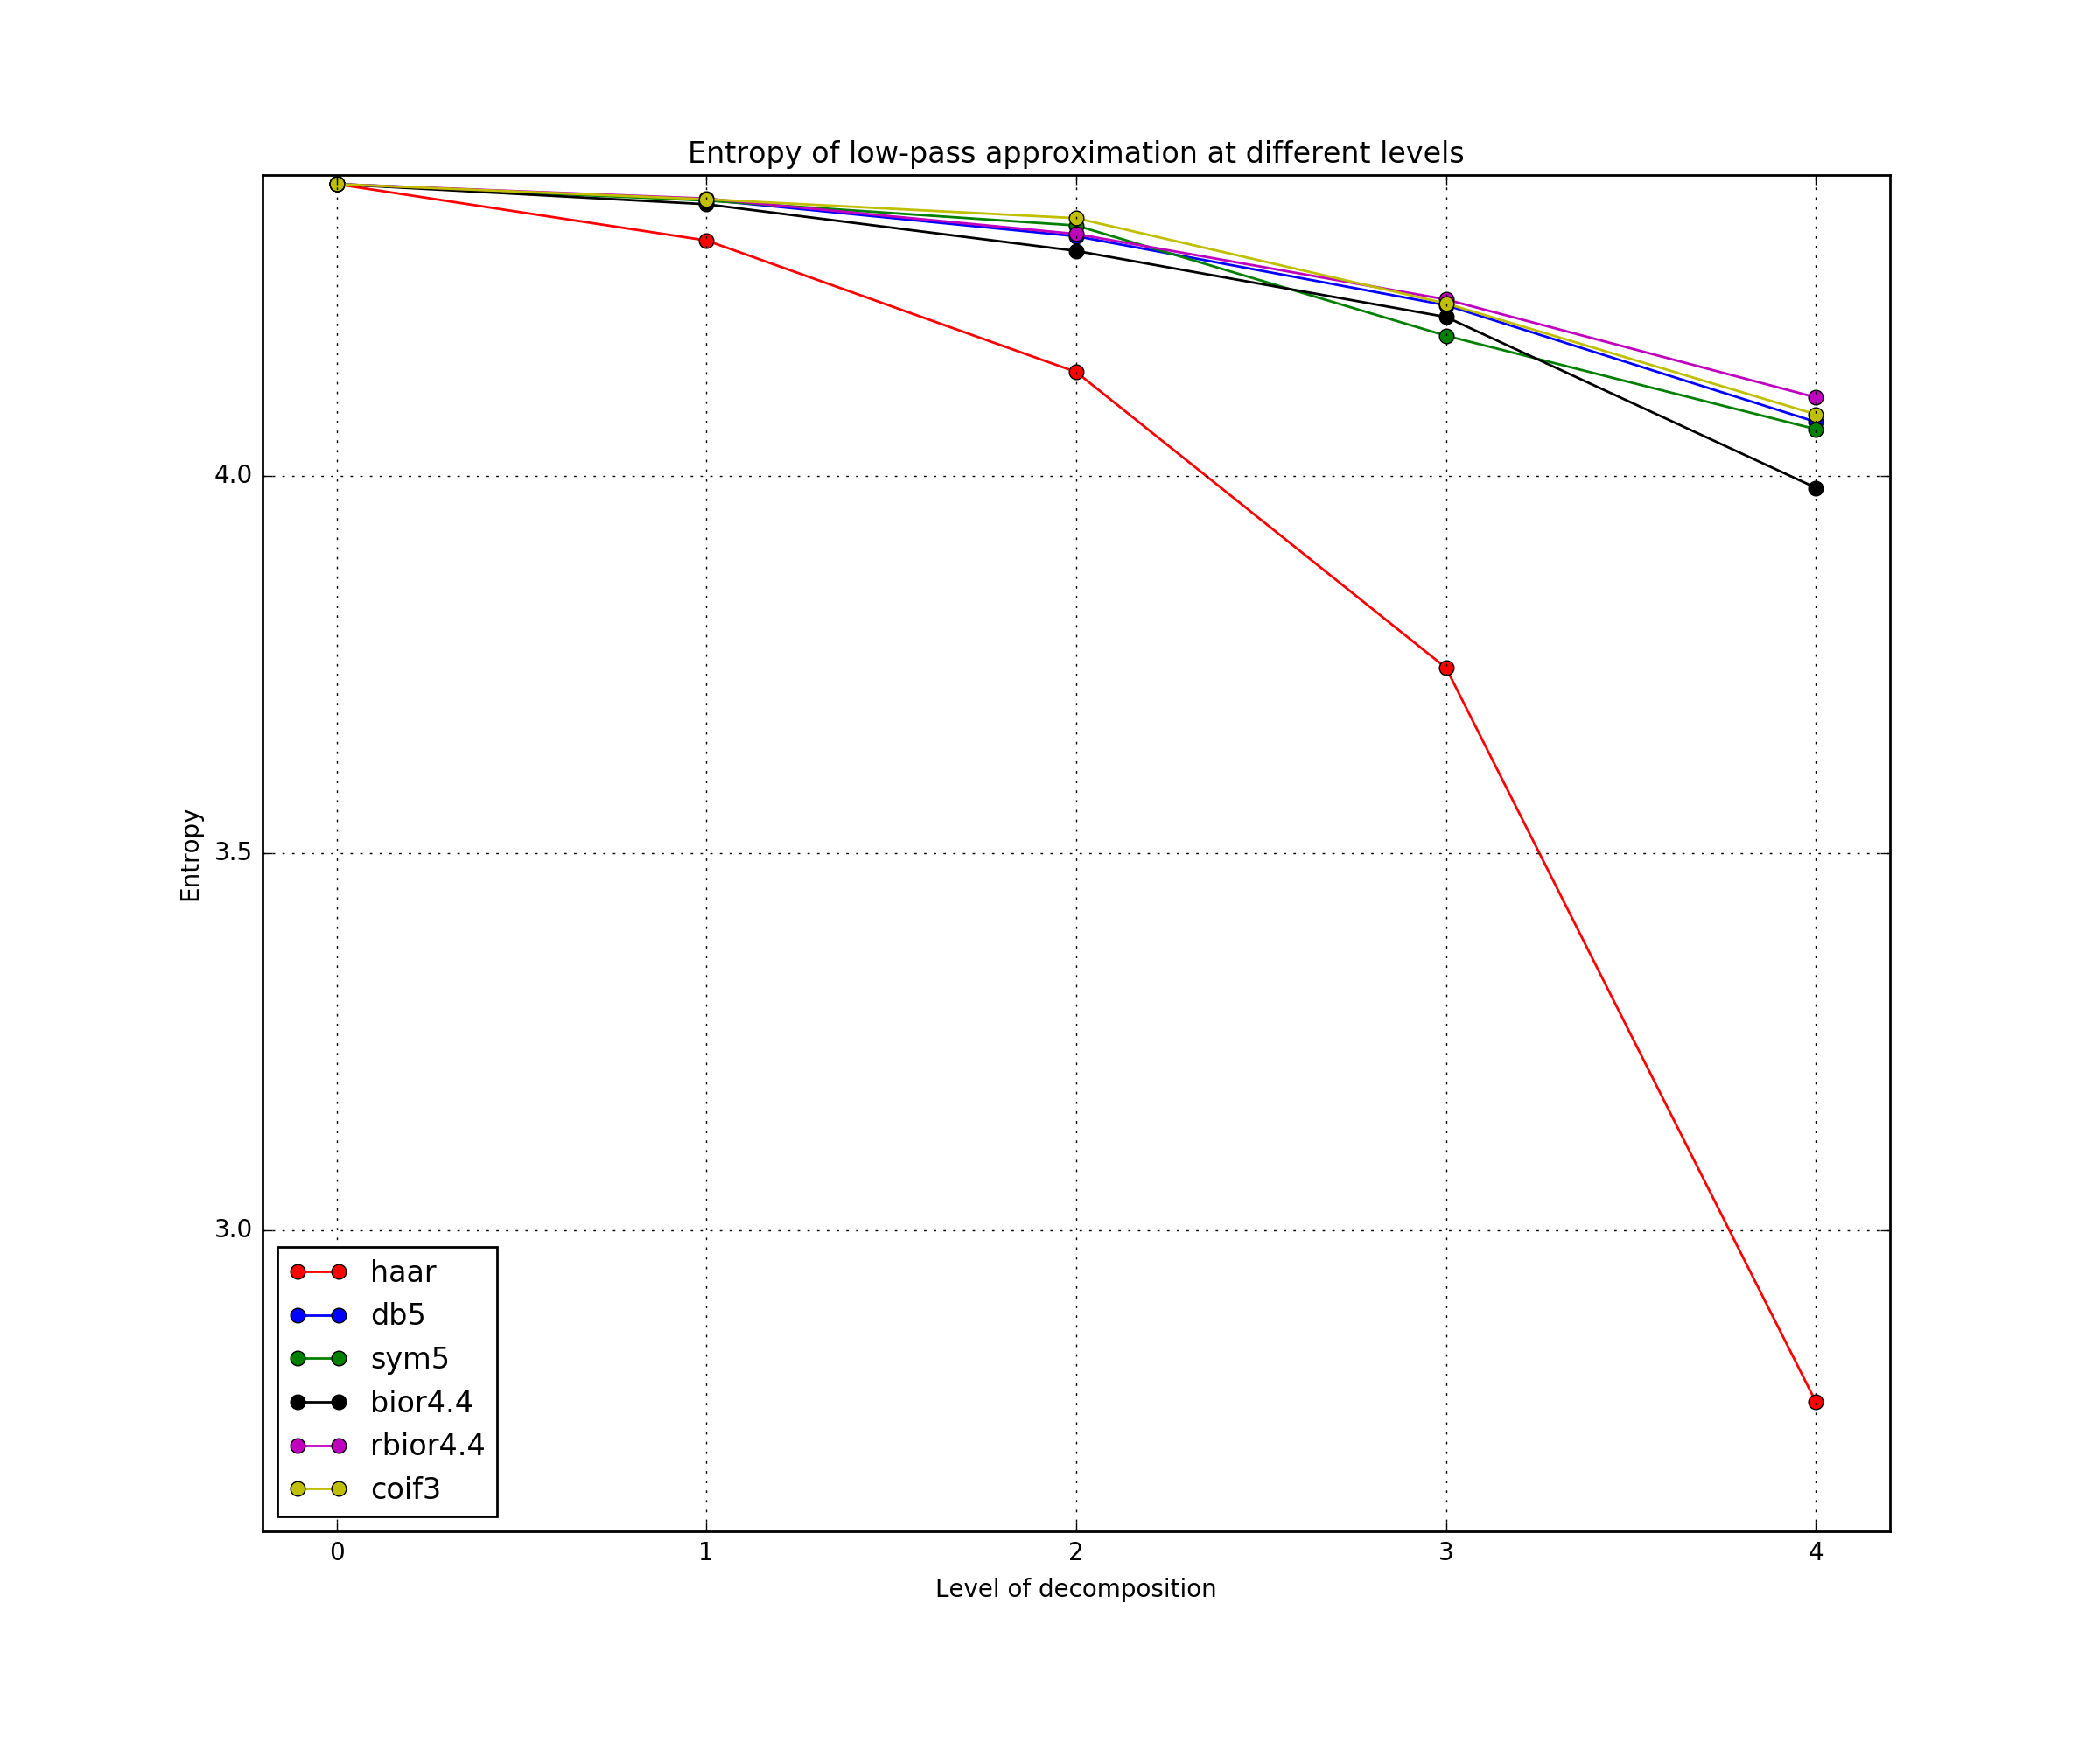 Entropy of low-pass approximation at different levels
4.0
3.5
3.0
Entropy
haar
db5
sym5
bior4.4
rbior4.4
coif3
0 1 2 3 4
Level of decomposition